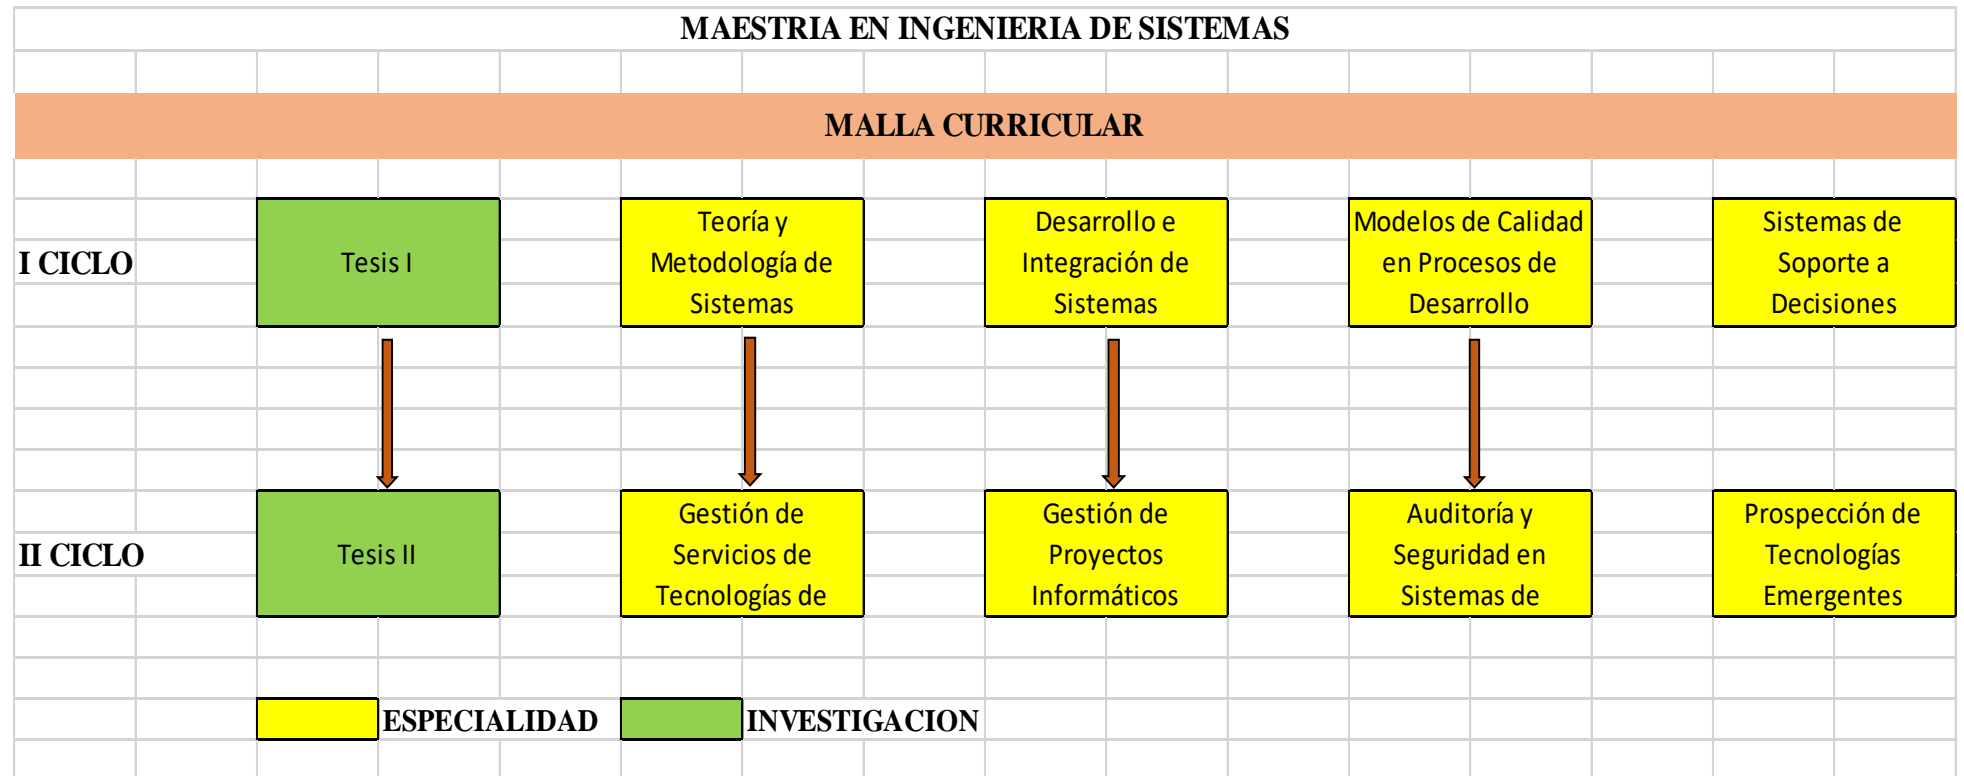 MAESTRIA EN INGENIERIA DE SISTEMAS
MALLA CURRICULAR
I CICLO
Tesis I
Teoría y
Metodología de
Sistemas
Desarrollo e
Integración de
Sistemas
Modelos de Calidad
en Procesos de
Desarrollo
Sistemas de
Soporte a
Decisiones
II CICLO
Tesis II
Gestión de
Servicios de
Tecnologías de
Gestión de
Proyectos
Informáticos
Auditoría y
Seguridad en
Sistemas de
Prospección de
Tecnologías
Emergentes
ESPECIALIDAD
INVESTIGACION